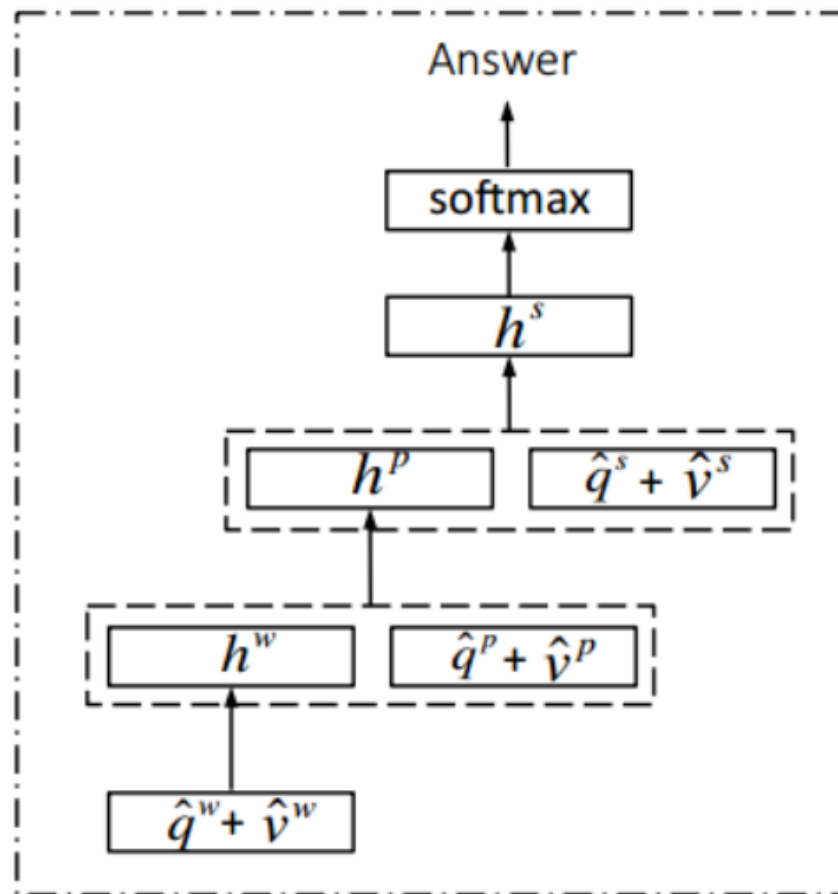 Answer
softmax
h^s
h^p q̂^s + v̂^s
h^w q̂^p + v̂^p
q̂^w + v̂^w